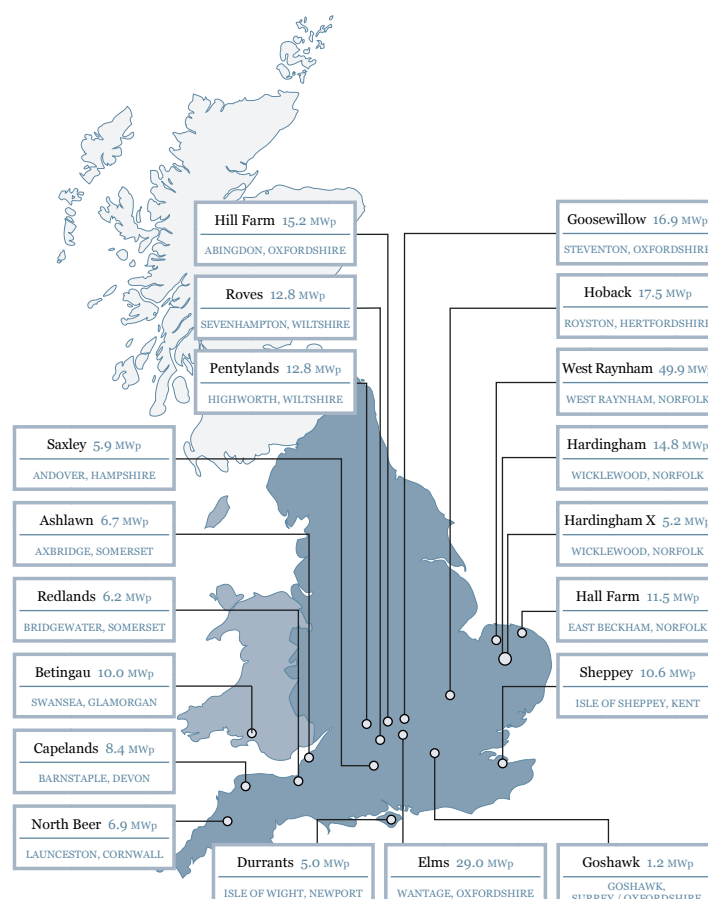 Hill Farm 15.2 MWp
ABINGDON, OXFORDSHIRE
Goosewillow 16.9 MWp
STEVENTON, OXFORDSHIRE
Roves 12.8 MWp
SEVENHAMPTON, WILTSHIRE
Hoback 17.5 MWp
ROYSTON, HERTFORDSHIRE
Pentylands 12.8 MWp
HIGHWORTH, WILTSHIRE
West Raynham 49.9 MWp
WEST RAYNHAM, NORFOLK
Saxley 5.9 MWp
ANDOVER, HAMPSHIRE
Hardingham 14.8 MWp
WICKLEWOOD, NORFOLK
Ashlawn 6.7 MWp
AXBRIDGE, SOMERSET
Hardingham X 5.2 MWp
WICKLEWOOD, NORFOLK
Redlands 6.2 MWp
BRIDGEWATER, SOMERSET
Hall Farm 11.5 MWp
EAST BECKHAM, NORFOLK
Betingau 10.0 MWp
SWANSEA, GLAMORGAN
Sheppey 10.6 MWp
ISLE OF SHEPPEY, KENT
Capelands 8.4 MWp
BARNSTAPLE, DEVON
North Beer 6.9 MWp
LAUNCESTON, CORNWALL
Durrants 5.0 MWp
ISLE OF WIGHT, NEWPORT
Elms 29.0 MWp
WANTAGE, OXFORDSHIRE
Goshawk 1.2 MWp
GOSHAWK,
SURREY / OXFORDSHIRE